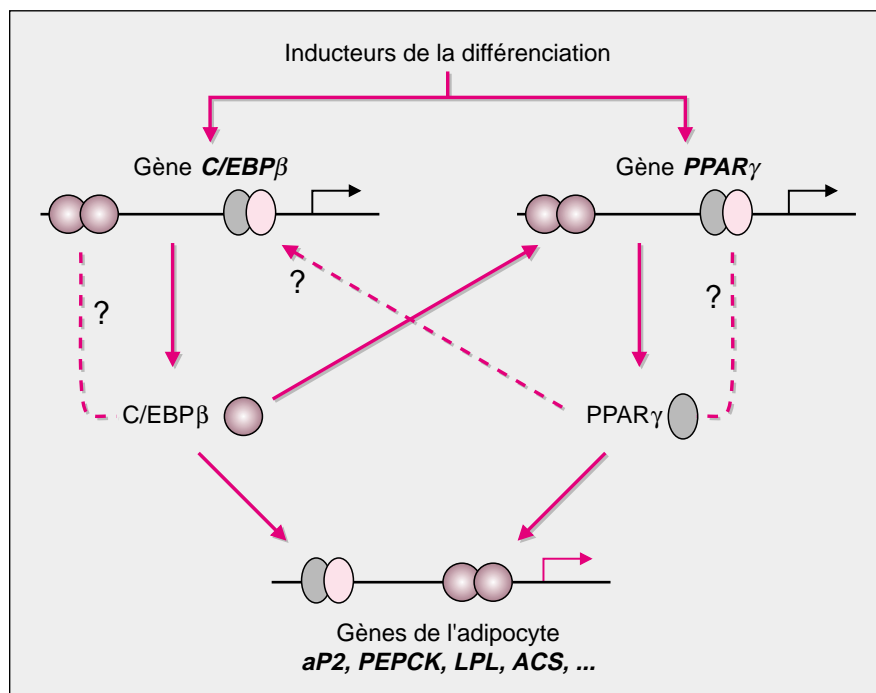 Inducteurs de la différenciation
Gène C/EBPβ
Gène PPARγ
?
?
?
C/EBPβ
PPARγ
Gènes de l'adipocyte
aP2, PEPCK, LPL, ACS, ...